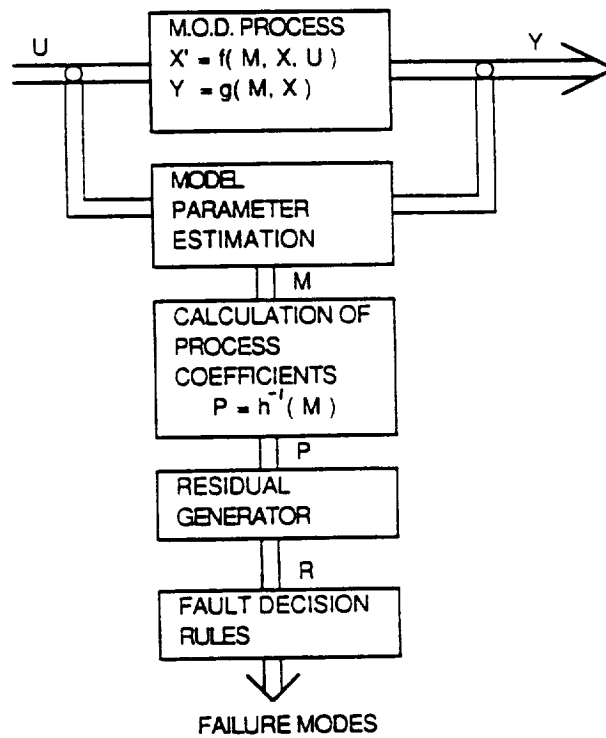 U
M.O.D. PROCESS
X' = f( M, X, U )
Y = g( M, X )
Y
MODEL
PARAMETER
ESTIMATION
M
CALCULATION OF
PROCESS
COEFFICIENTS
P = h⁻¹( M )
P
RESIDUAL
GENERATOR
R
FAULT DECISION
RULES
FAILURE MODES